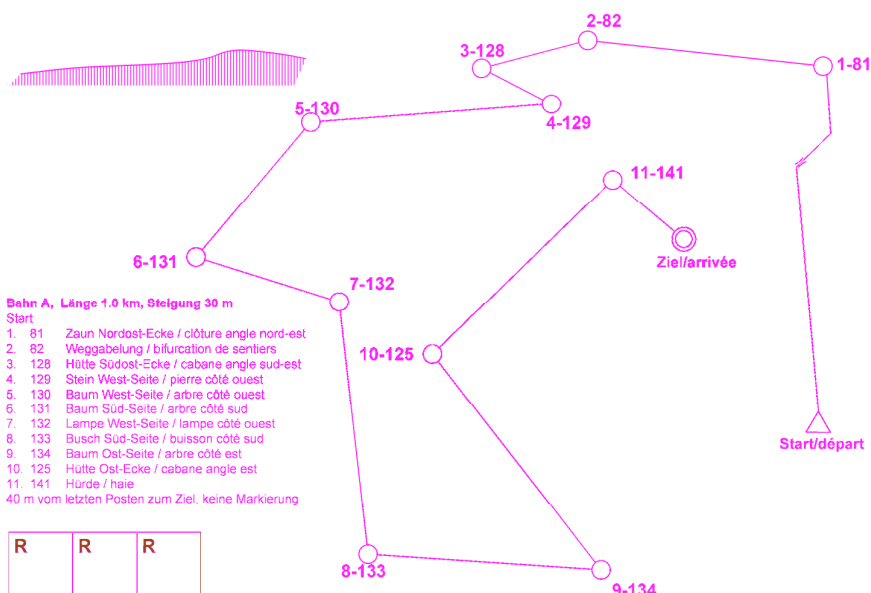 2-82
3-128
1-81
5-130
4-129
11-141
6-131
Ziel/arrivée
7-132
Bahn A, Länge 1.0 km, Steigung 30 m
Start
1. 81 Zaun Nordost-Ecke / clôture angle nord-est
2. 82 Weggabelung / bifurcation de sentiers
3. 128 Hütte Südost-Ecke / cabane angle sud-est
4. 129 Stein West-Seite / pierre côté ouest
5. 130 Baum West-Seite / arbre côté ouest
6. 131 Baum Süd-Seite / arbre côté sud
7. 132 Lampe West-Seite / lampe côté ouest
8. 133 Busch Süd-Seite / buisson côté sud
9. 134 Baum Ost-Seite / arbre côté est
10. 125 Hütte Ost-Ecke / cabane angle est
11. 141 Hürde / haie
40 m vom letzten Posten zum Ziel. keine Markierung
10-125
Start/départ
R R R
8-133
9-134